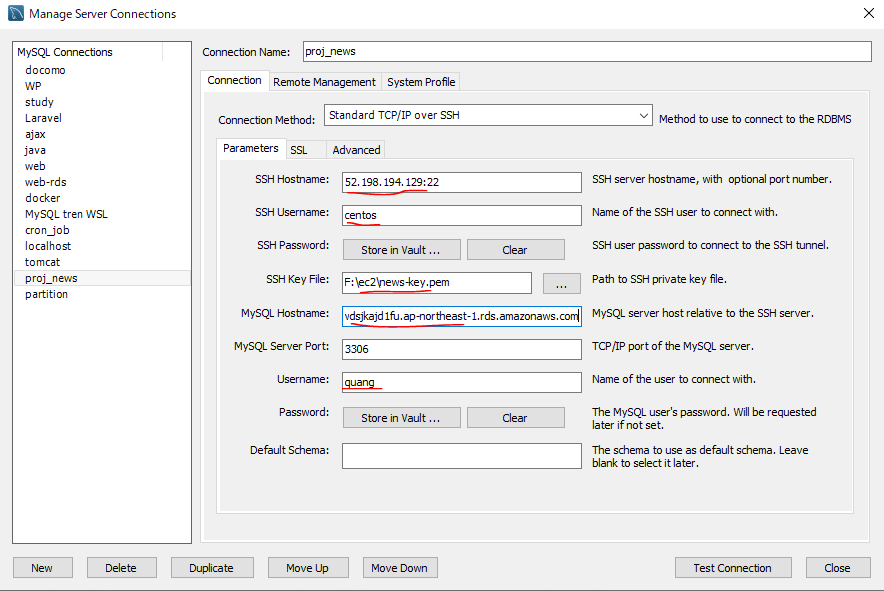 Manage Server Connections
MySQL Connections
docomo
WP
study
Laravel
ajax
java
web
web-rds
docker
MySQL tren WSL
cron_job
localhost
tomcat
proj_news
partition
Connection Name: proj_news
Connection Remote Management System Profile
Connection Method: Standard TCP/IP over SSH Method to use to connect to the RDBMS
Parameters SSL Advanced
SSH Hostname: 52.198.194.129:22 SSH server hostname, with optional port number.
SSH Username: centos Name of the SSH user to connect with.
SSH Password: Store in Vault ... Clear SSH user password to connect to the SSH tunnel.
SSH Key File: F:\ec2\news-key.pem ... Path to SSH private key file.
MySQL Hostname: vdsjkajd1fu.ap-northeast-1.rds.amazonaws.com MySQL server host relative to the SSH server.
MySQL Server Port: 3306 TCP/IP port of the MySQL server.
Username: quang Name of the user to connect with.
Password: Store in Vault ... Clear The MySQL user's password. Will be requested
later if not set.
Default Schema: The schema to use as default schema. Leave
blank to select it later.
New Delete Duplicate Move Up Move Down Test Connection Close